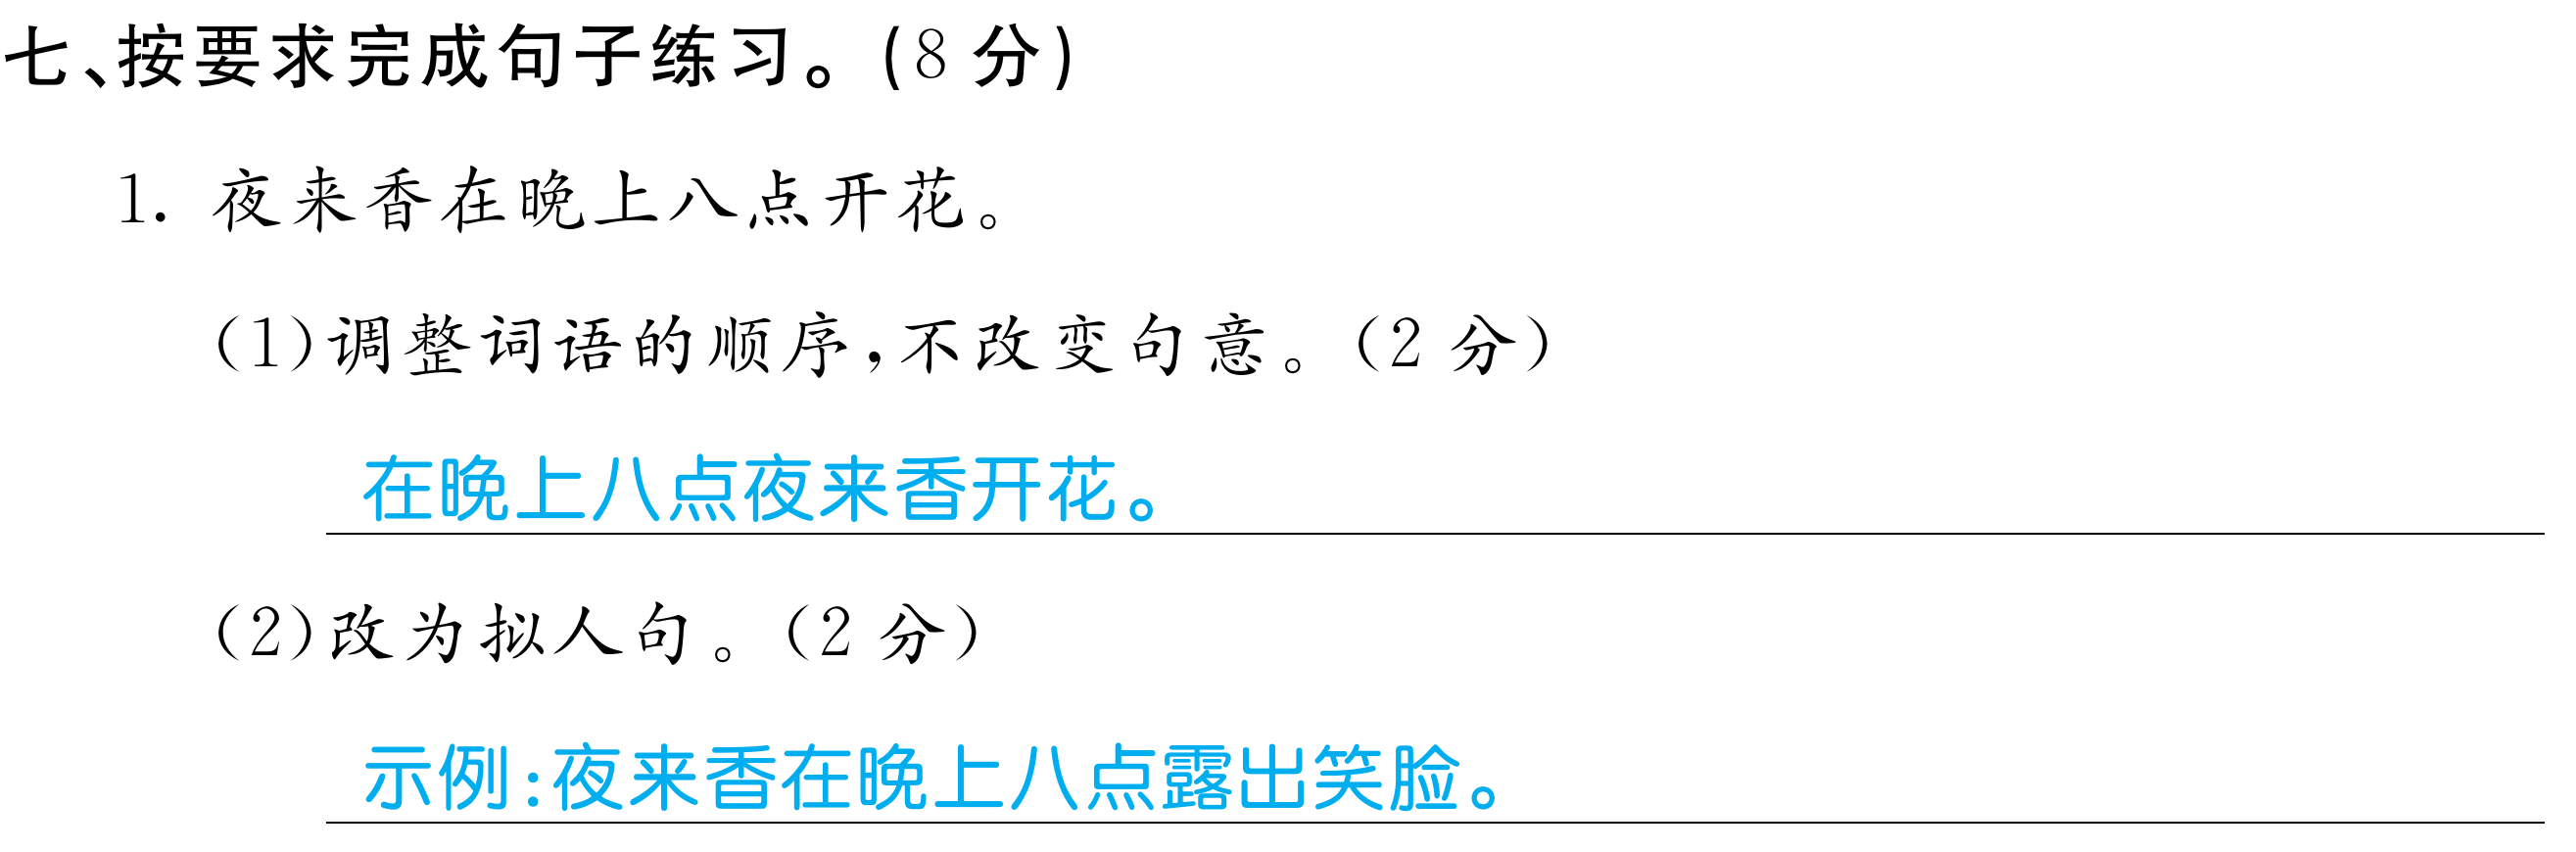 七、按要求完成句子练习。(8 分)
1. 夜来香在晚上八点开花。
(1)调整词语的顺序,不改变句意。(2 分)
在晚上八点夜来香开花。
(2)改为拟人句。(2 分)
示例:夜来香在晚上八点露出笑脸。